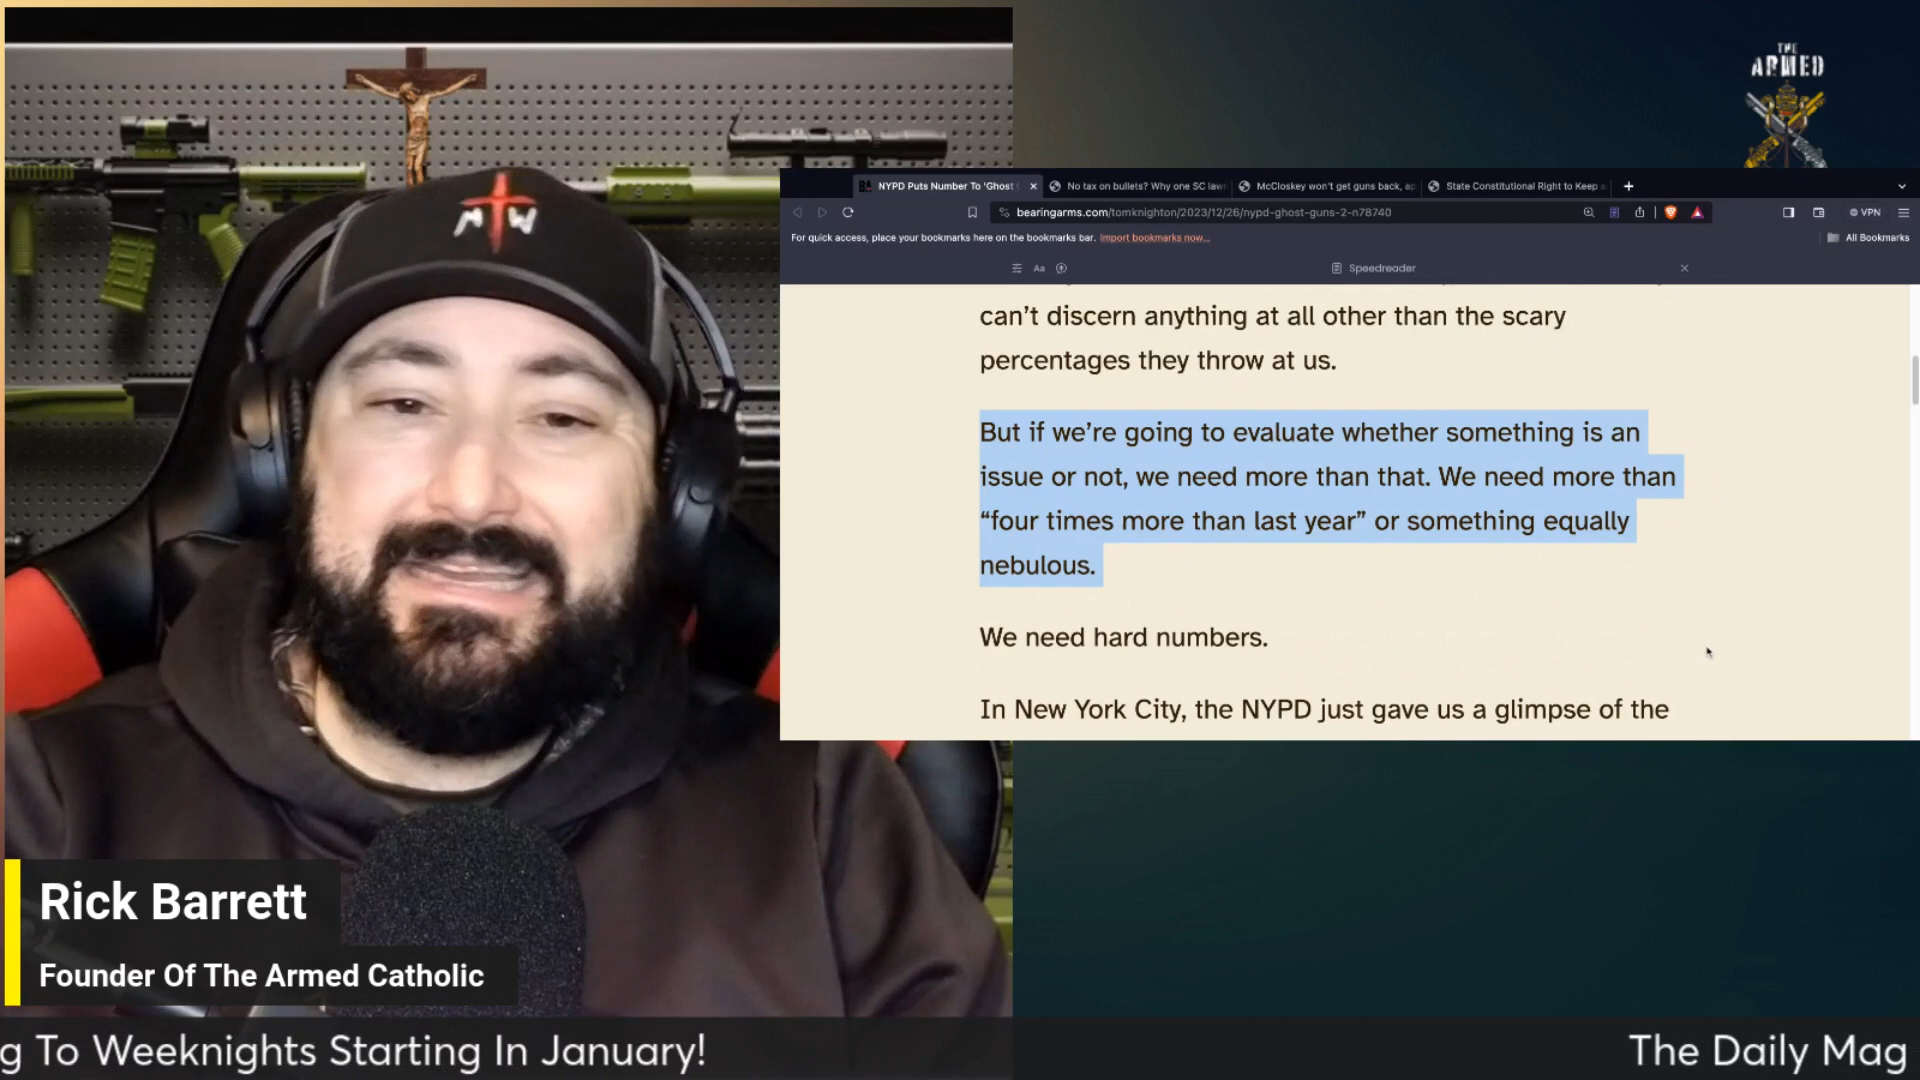 THE
ARMED
MTW
NYPD Puts Number To 'Ghost
No tax on bullets? Why one SC law
McCloskey won't get guns back, ap
State Constitutional Right to Keep a
bearingarms.com/tomknighton/2023/12/26/nypd-ghost-guns-2-n78740
VPN
For quick access, place your bookmarks here on the bookmarks bar. Import bookmarks now...
All Bookmarks
Aa
Speedreader
can’t discern anything at all other than the scary
percentages they throw at us.
But if we’re going to evaluate whether something is an
issue or not, we need more than that. We need more than
“four times more than last year” or something equally
nebulous.
We need hard numbers.
In New York City, the NYPD just gave us a glimpse of the
Rick Barrett
Founder Of The Armed Catholic
g To Weeknights Starting In January!
The Daily Mag